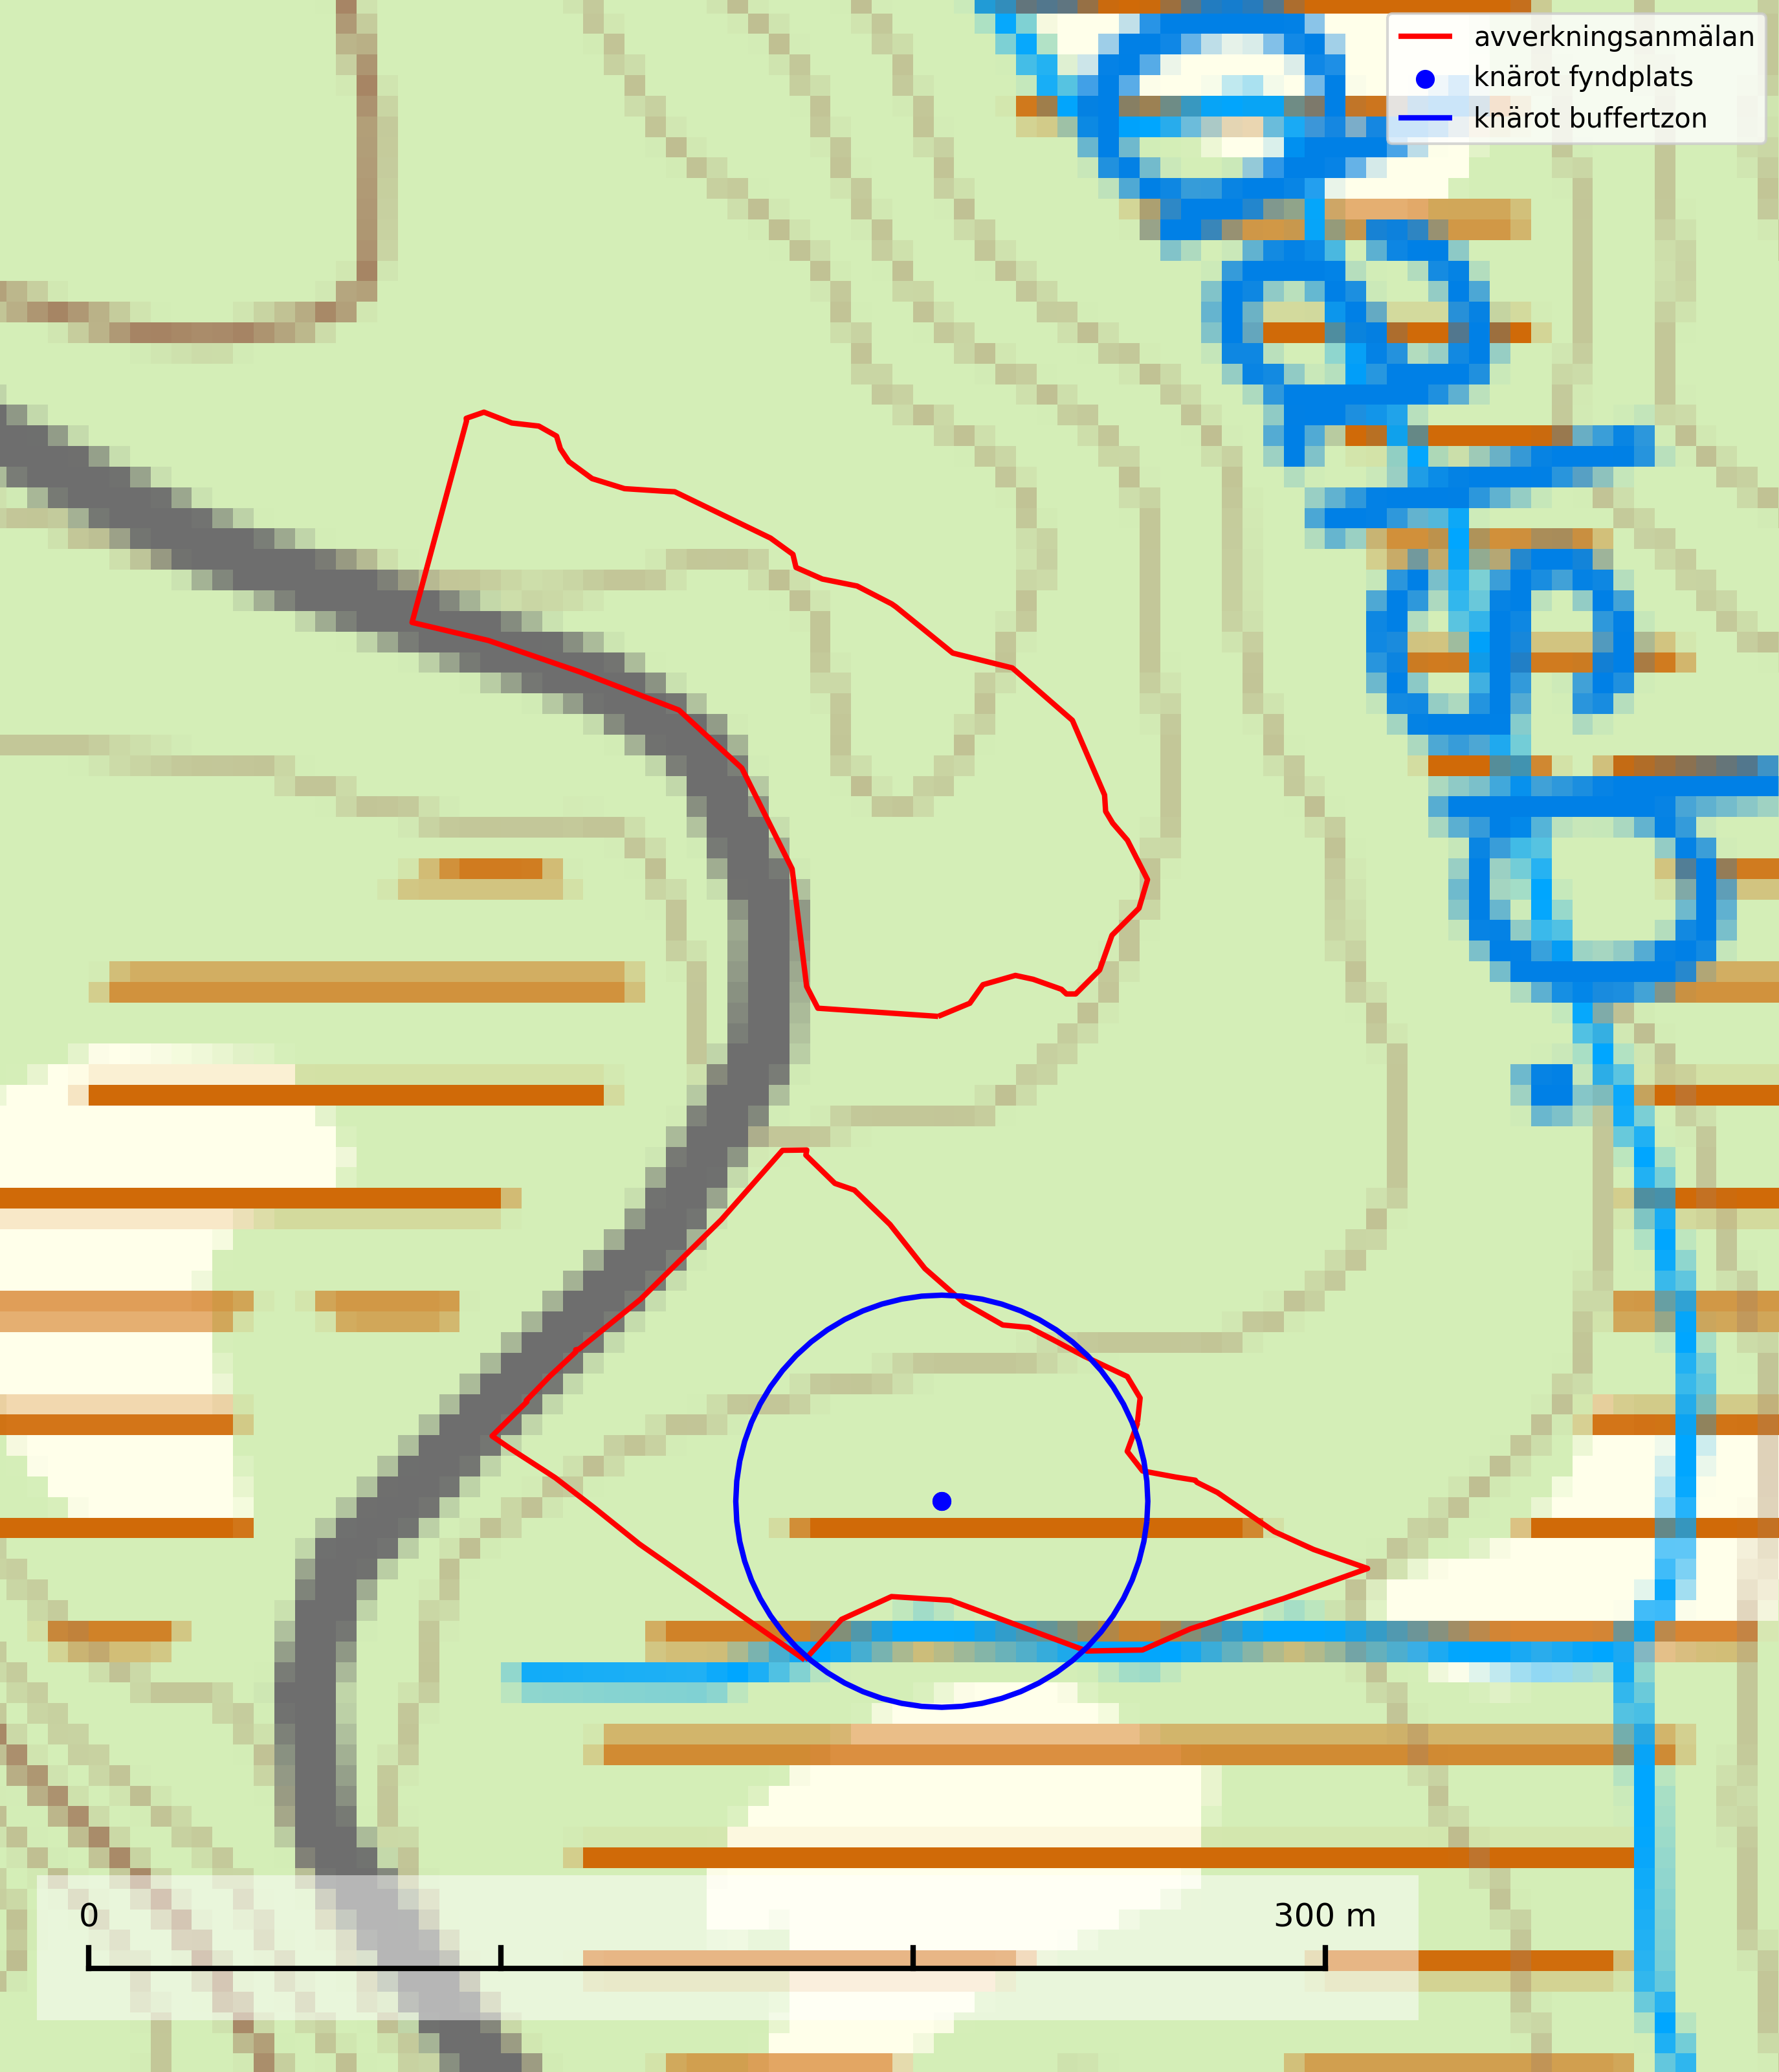 avverkningsanmälan
knärot fyndplats
knärot buffertzon
0 300 m